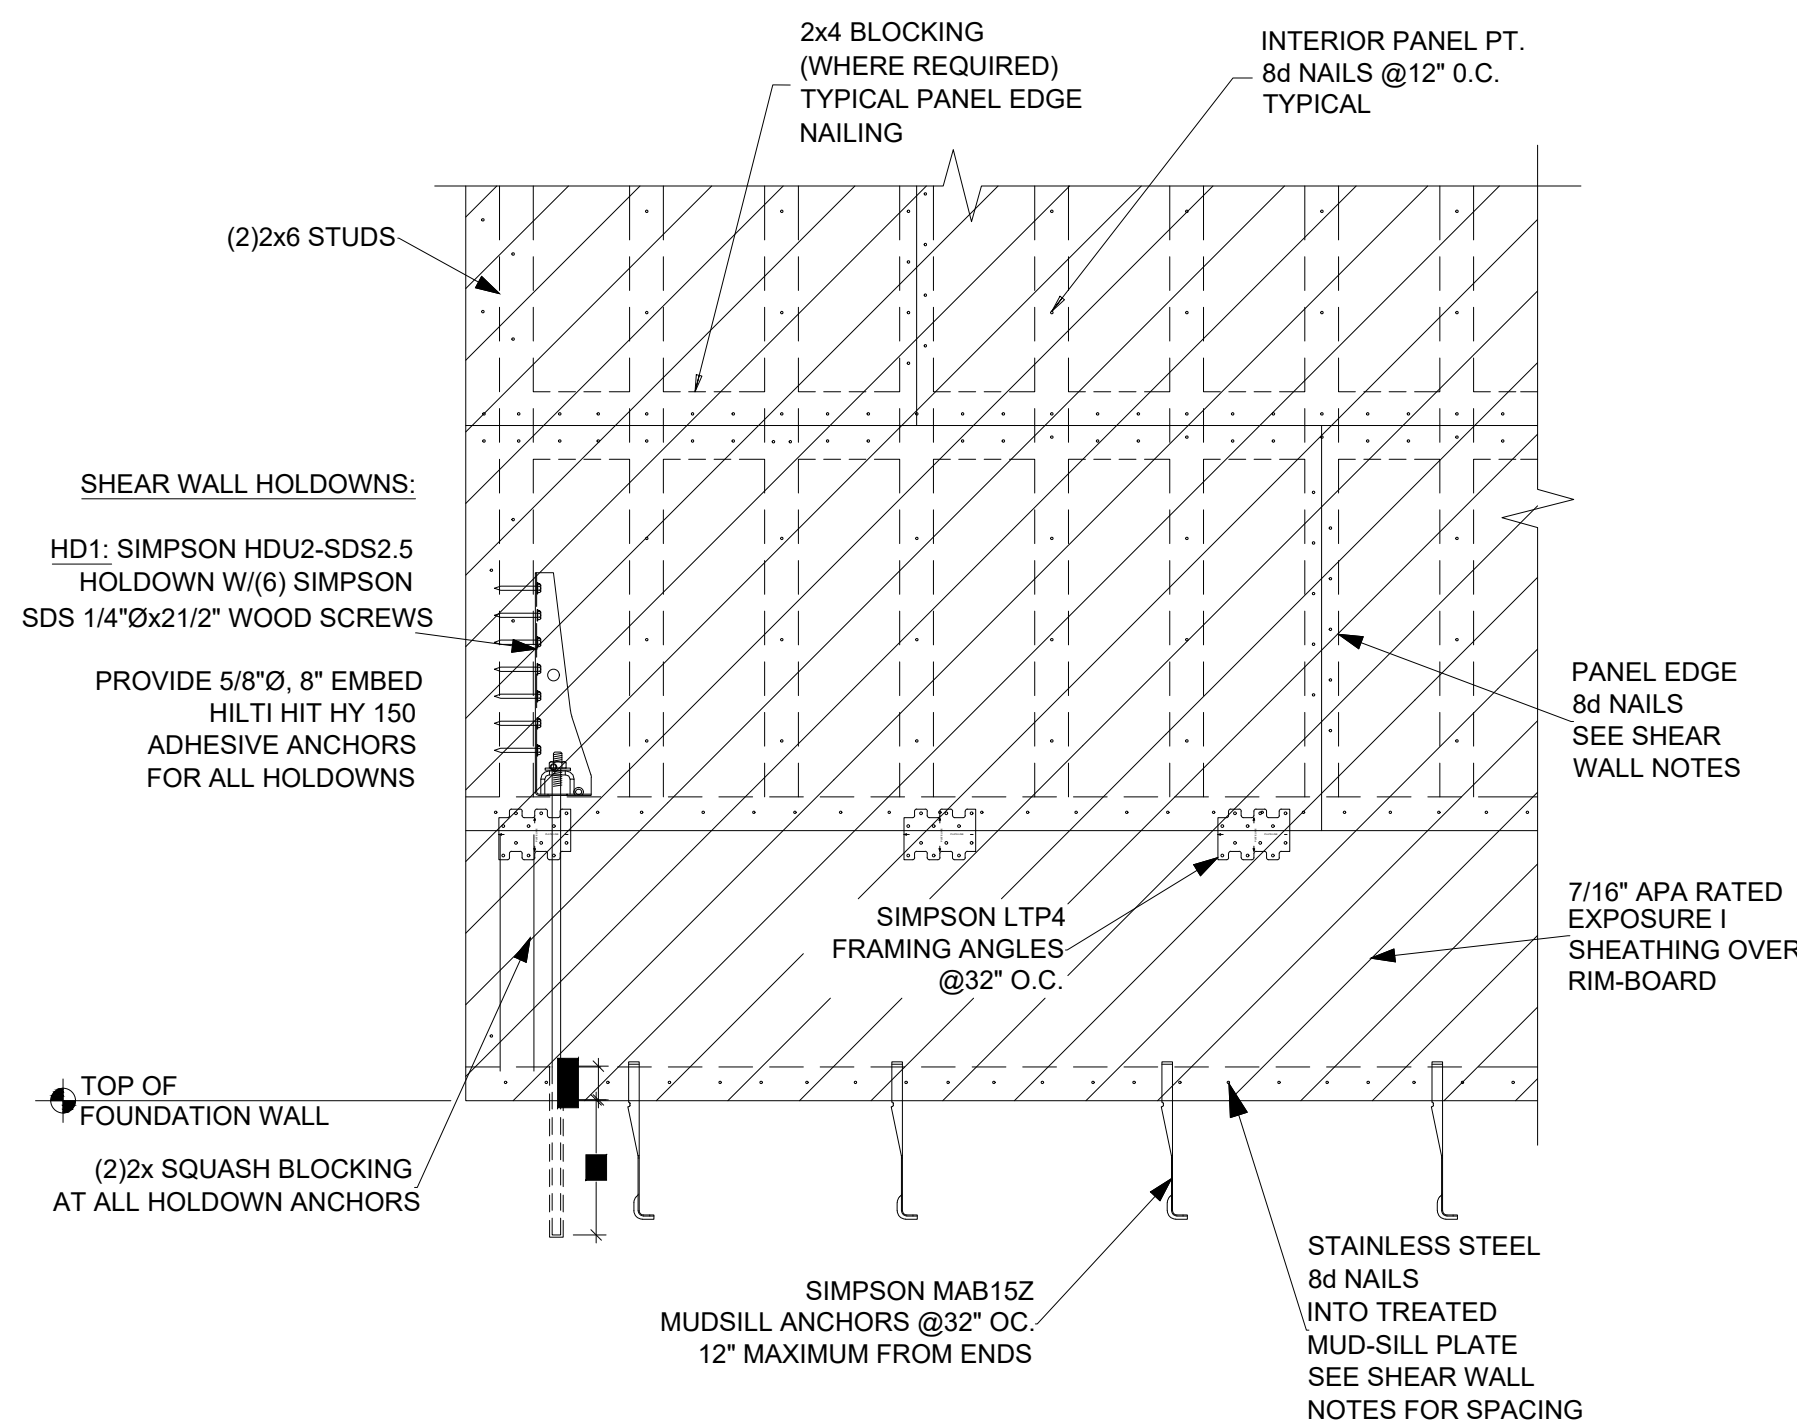 2x4 BLOCKING
(WHERE REQUIRED)
TYPICAL PANEL EDGE
NAILING
INTERIOR PANEL PT.
8d NAILS @12" 0.C.
TYPICAL
(2)2x6 STUDS
SHEAR WALL HOLDOWNS:
HD1: SIMPSON HDU2-SDS2.5
HOLDOWN W/(6) SIMPSON
SDS 1/4"Øx21/2" WOOD SCREWS
PROVIDE 5/8"Ø, 8" EMBED
HILTI HIT HY 150
ADHESIVE ANCHORS
FOR ALL HOLDOWNS
PANEL EDGE
8d NAILS
SEE SHEAR
WALL NOTES
7/16" APA RATED
EXPOSURE I
SHEATHING OVER
RIM-BOARD
SIMPSON LTP4
FRAMING ANGLES
@32" O.C.
TOP OF
FOUNDATION WALL
(2)2x SQUASH BLOCKING
AT ALL HOLDOWN ANCHORS
SIMPSON MAB15Z
MUDSILL ANCHORS @32" OC.
12" MAXIMUM FROM ENDS
STAINLESS STEEL
8d NAILS
INTO TREATED
MUD-SILL PLATE
SEE SHEAR WALL
NOTES FOR SPACING